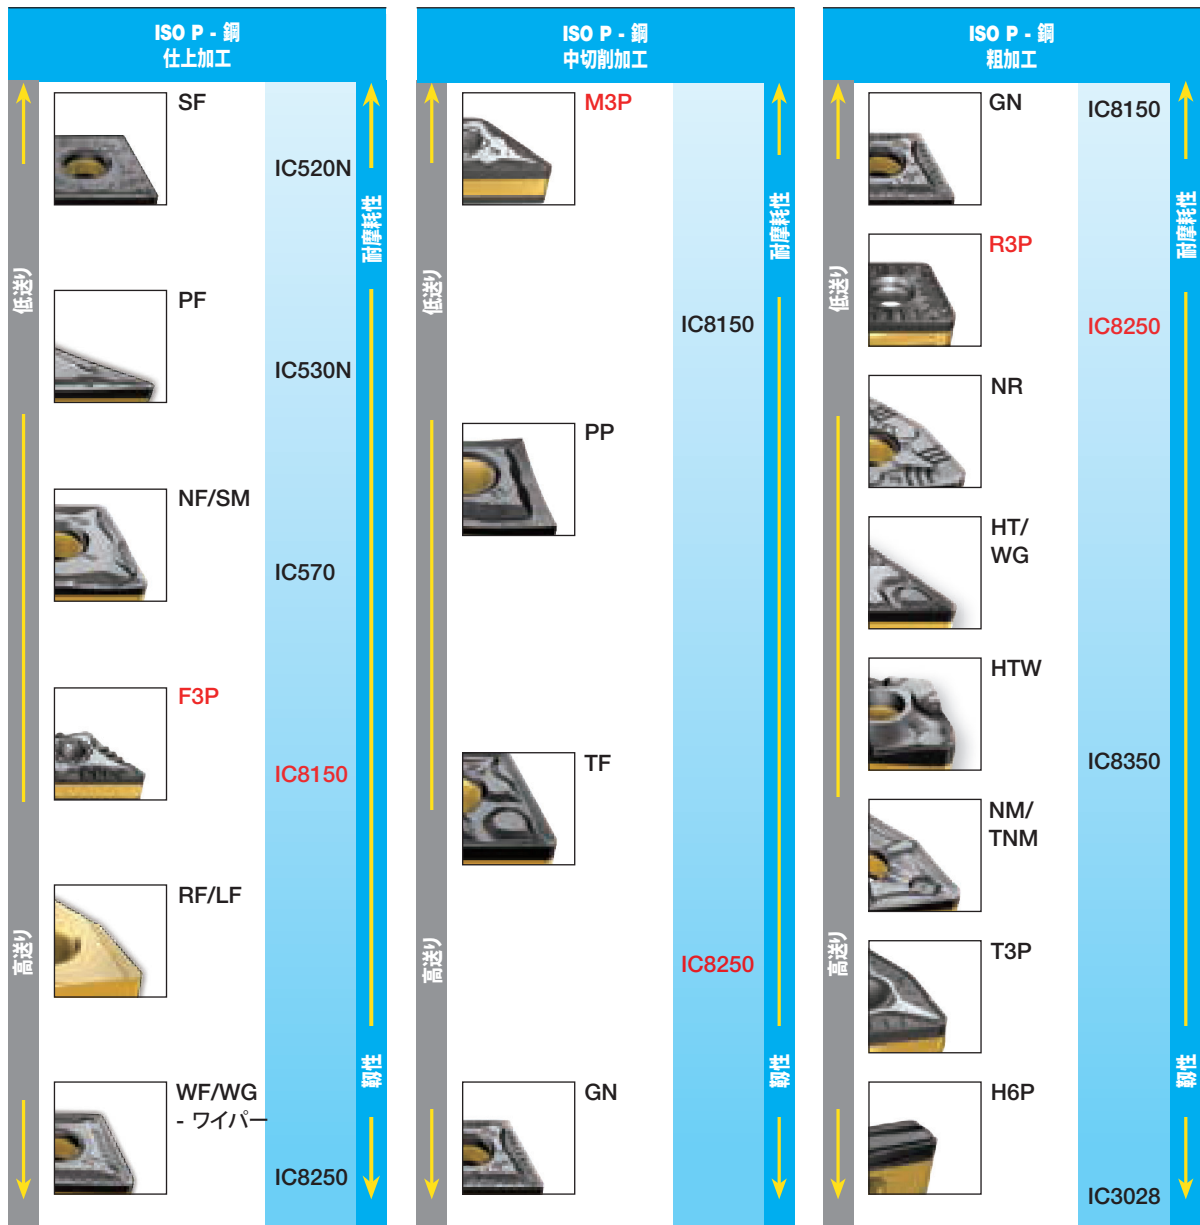 ISO P - 鋼
仕上加工
低送り
高送り
SF
PF
NF/SM
F3P
RF/LF
WF/WG
- ワイパー
IC520N
IC530N
IC570
IC8150
IC8250
耐摩耗性
靱性
ISO P - 鋼
中切削加工
低送り
高送り
M3P
PP
TF
GN
IC8150
IC8250
耐摩耗性
靱性
ISO P - 鋼
粗加工
低送り
高送り
GN
R3P
NR
HT/
WG
HTW
NM/
TNM
T3P
H6P
IC8150
IC8250
IC8350
IC3028
耐摩耗性
靱性